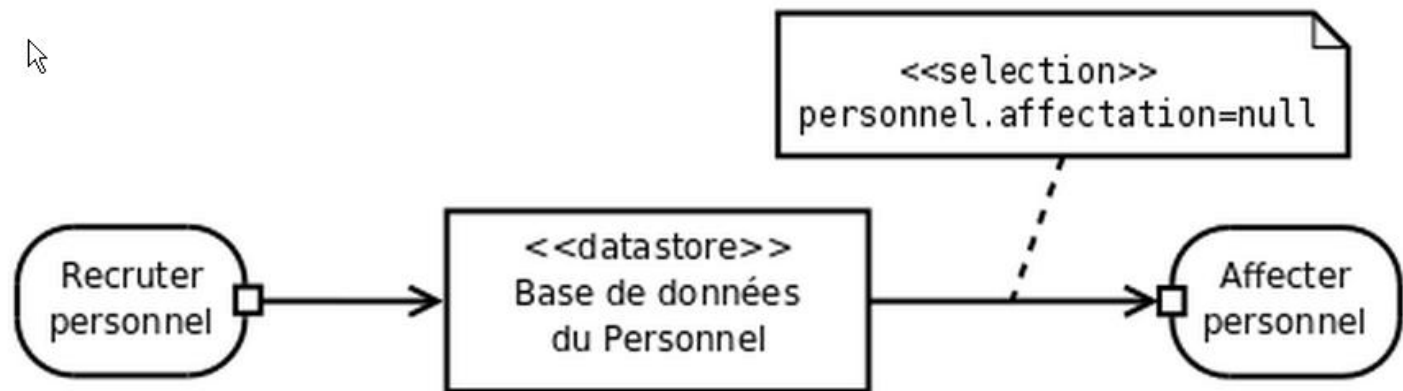 <<selection>>
personnel.affectation=null
Recruter
personnel
<<datastore>>
Base de données
du Personnel
Affecter
personnel